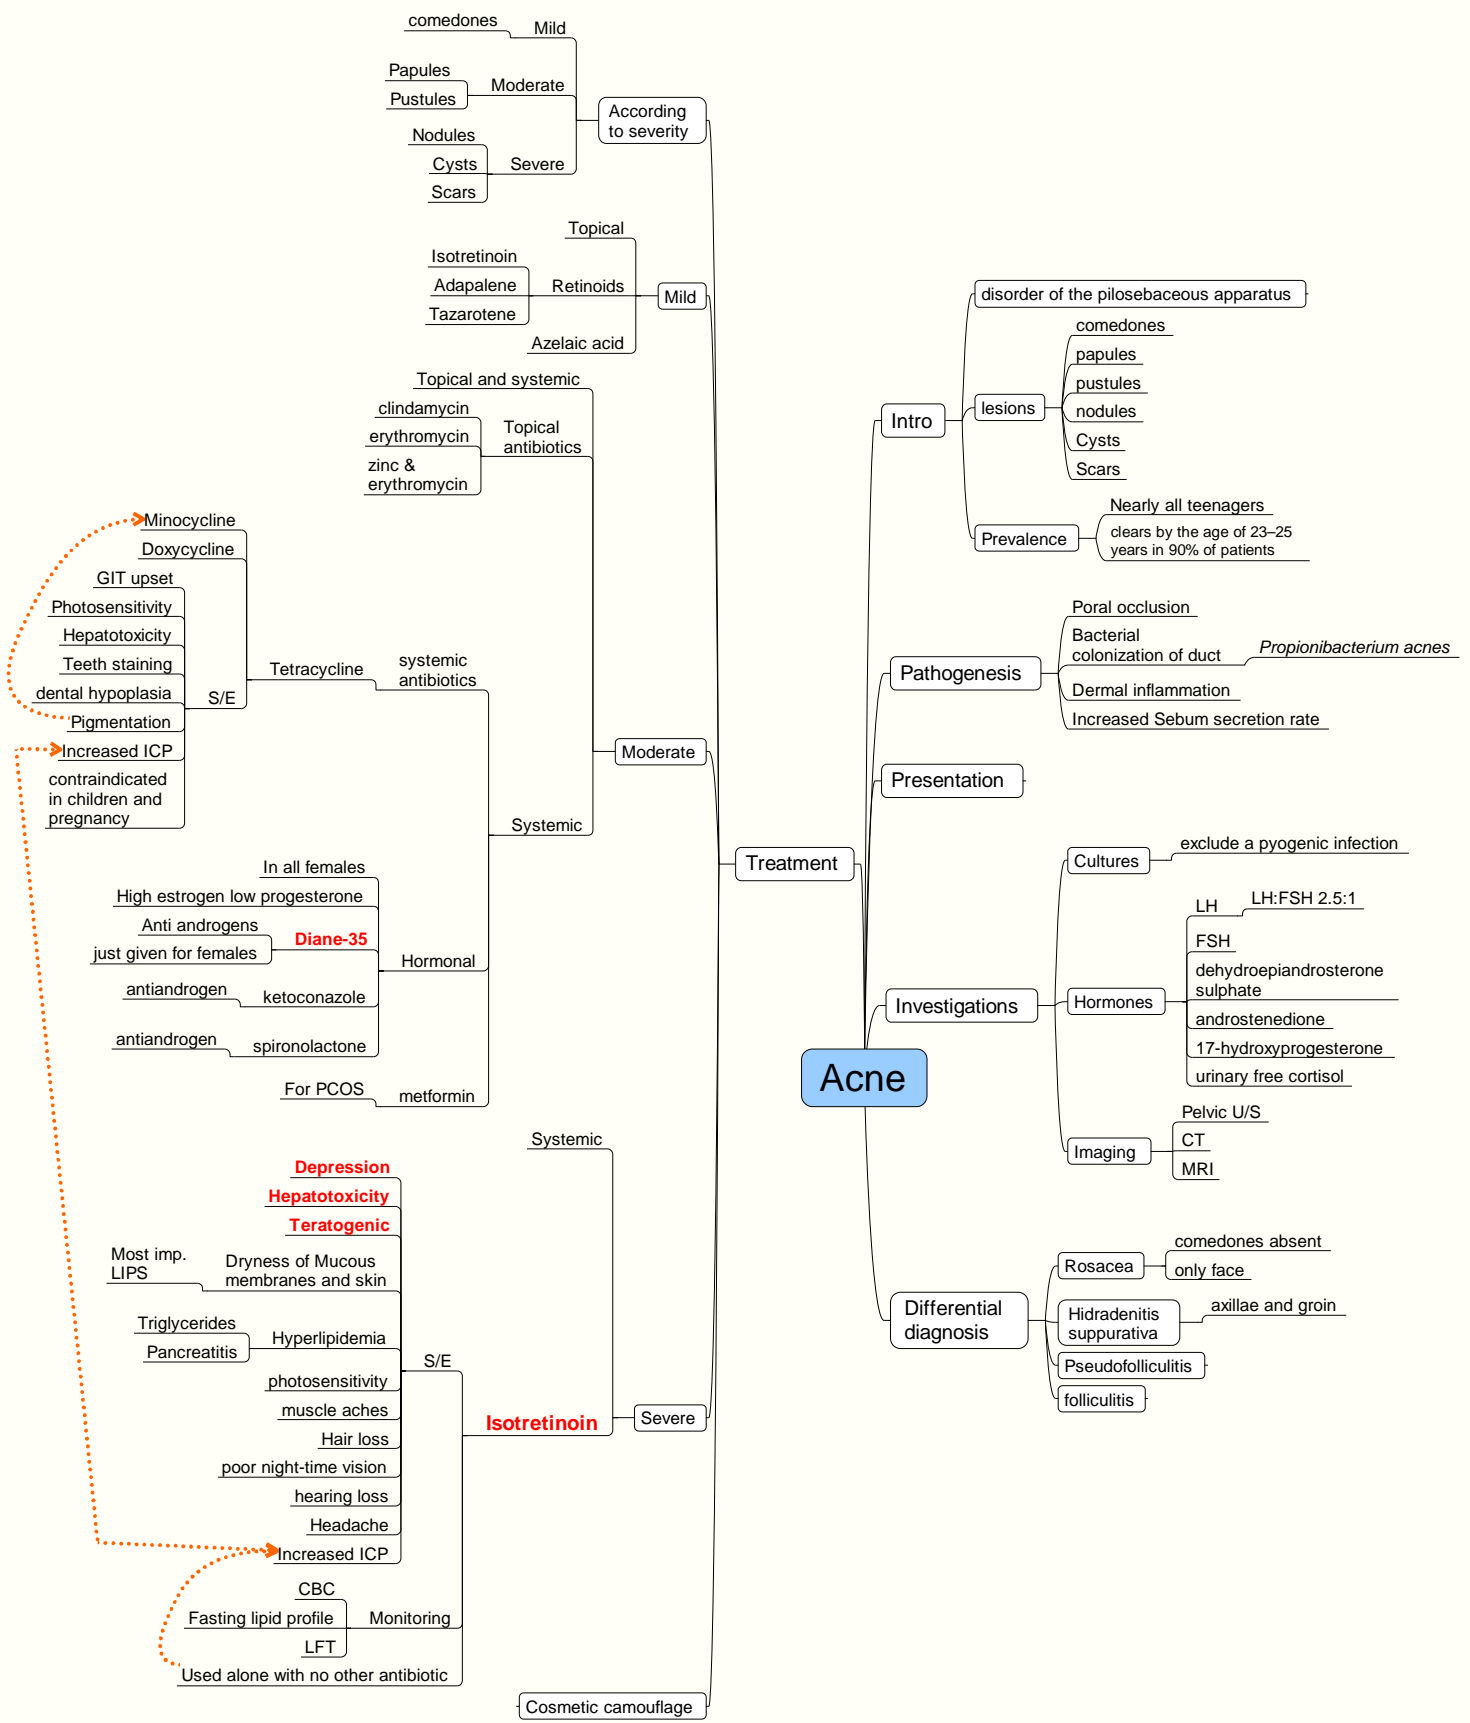 Acne
Intro
disorder of the pilosebaceous apparatus
lesions
comedones
papules
pustules
nodules
Cysts
Scars
Prevalence
Nearly all teenagers
clears by the age of 23–25
years in 90% of patients
Pathogenesis
Poral occlusion
Bacterial
colonization of duct
Propionibacterium acnes
Dermal inflammation
Increased Sebum secretion rate
Presentation
Investigations
Cultures
exclude a pyogenic infection
Hormones
LH
LH:FSH 2.5:1
FSH
dehydroepiandrosterone
sulphate
androstenedione
17-hydroxyprogesterone
urinary free cortisol
Imaging
Pelvic U/S
CT
MRI
Differential
diagnosis
Rosacea
comedones absent
only face
Hidradenitis
suppurativa
axillae and groin
Pseudofolliculitis
folliculitis
Treatment
According
to severity
Mild
comedones
Moderate
Papules
Pustules
Severe
Nodules
Cysts
Scars
Mild
Topical
Retinoids
Isotretinoin
Adapalene
Tazarotene
Azelaic acid
Moderate
Topical and systemic
Topical
antibiotics
clindamycin
erythromycin
zinc &
erythromycin
Systemic
systemic
antibiotics
Tetracycline
Minocycline
Doxycycline
S/E
GIT upset
Photosensitivity
Hepatotoxicity
Teeth staining
dental hypoplasia
Pigmentation
Increased ICP
contraindicated
in children and
pregnancy
Hormonal
In all females
High estrogen low progesterone
Diane-35
Anti androgens
just given for females
ketoconazole
antiandrogen
spironolactone
antiandrogen
metformin
For PCOS
Severe
Systemic
Isotretinoin
S/E
Depression
Hepatotoxicity
Teratogenic
Dryness of Mucous
membranes and skin
Most imp.
LIPS
Hyperlipidemia
Triglycerides
Pancreatitis
photosensitivity
muscle aches
Hair loss
poor night-time vision
hearing loss
Headache
Increased ICP
Monitoring
CBC
Fasting lipid profile
LFT
Used alone with no other antibiotic
Cosmetic camouflage